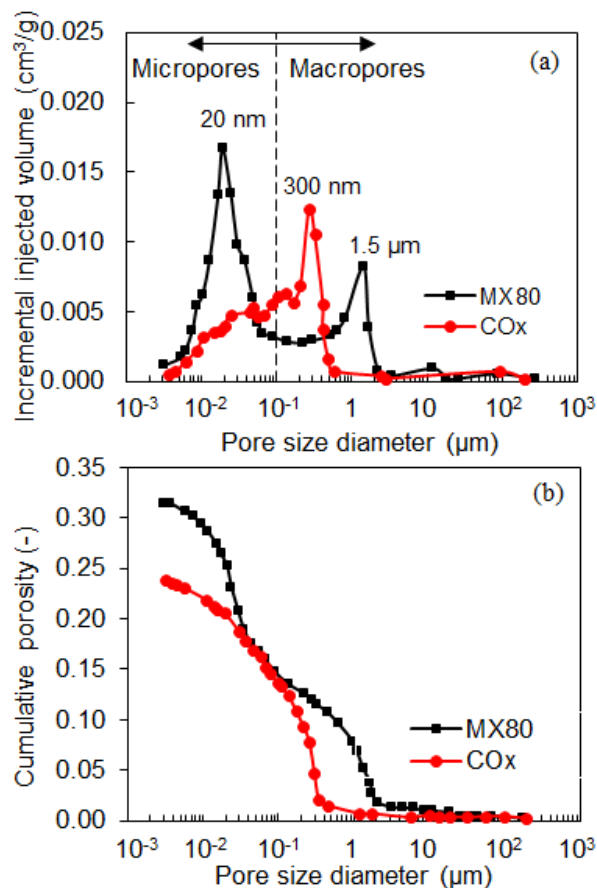 (a)
Micropores Macropores
20 nm
300 nm
1.5 µm
MX80
COx
Incremental injected volume (cm³/g)
0.025
0.020
0.015
0.010
0.005
0.000
10⁻³ 10⁻² 10⁻¹ 1 10 10² 10³
Pore size diameter (µm)
(b)
MX80
COx
Cumulative porosity (-)
0.35
0.30
0.25
0.20
0.15
0.10
0.05
0.00
10⁻³ 10⁻² 10⁻¹ 1 10 10² 10³
Pore size diameter (µm)